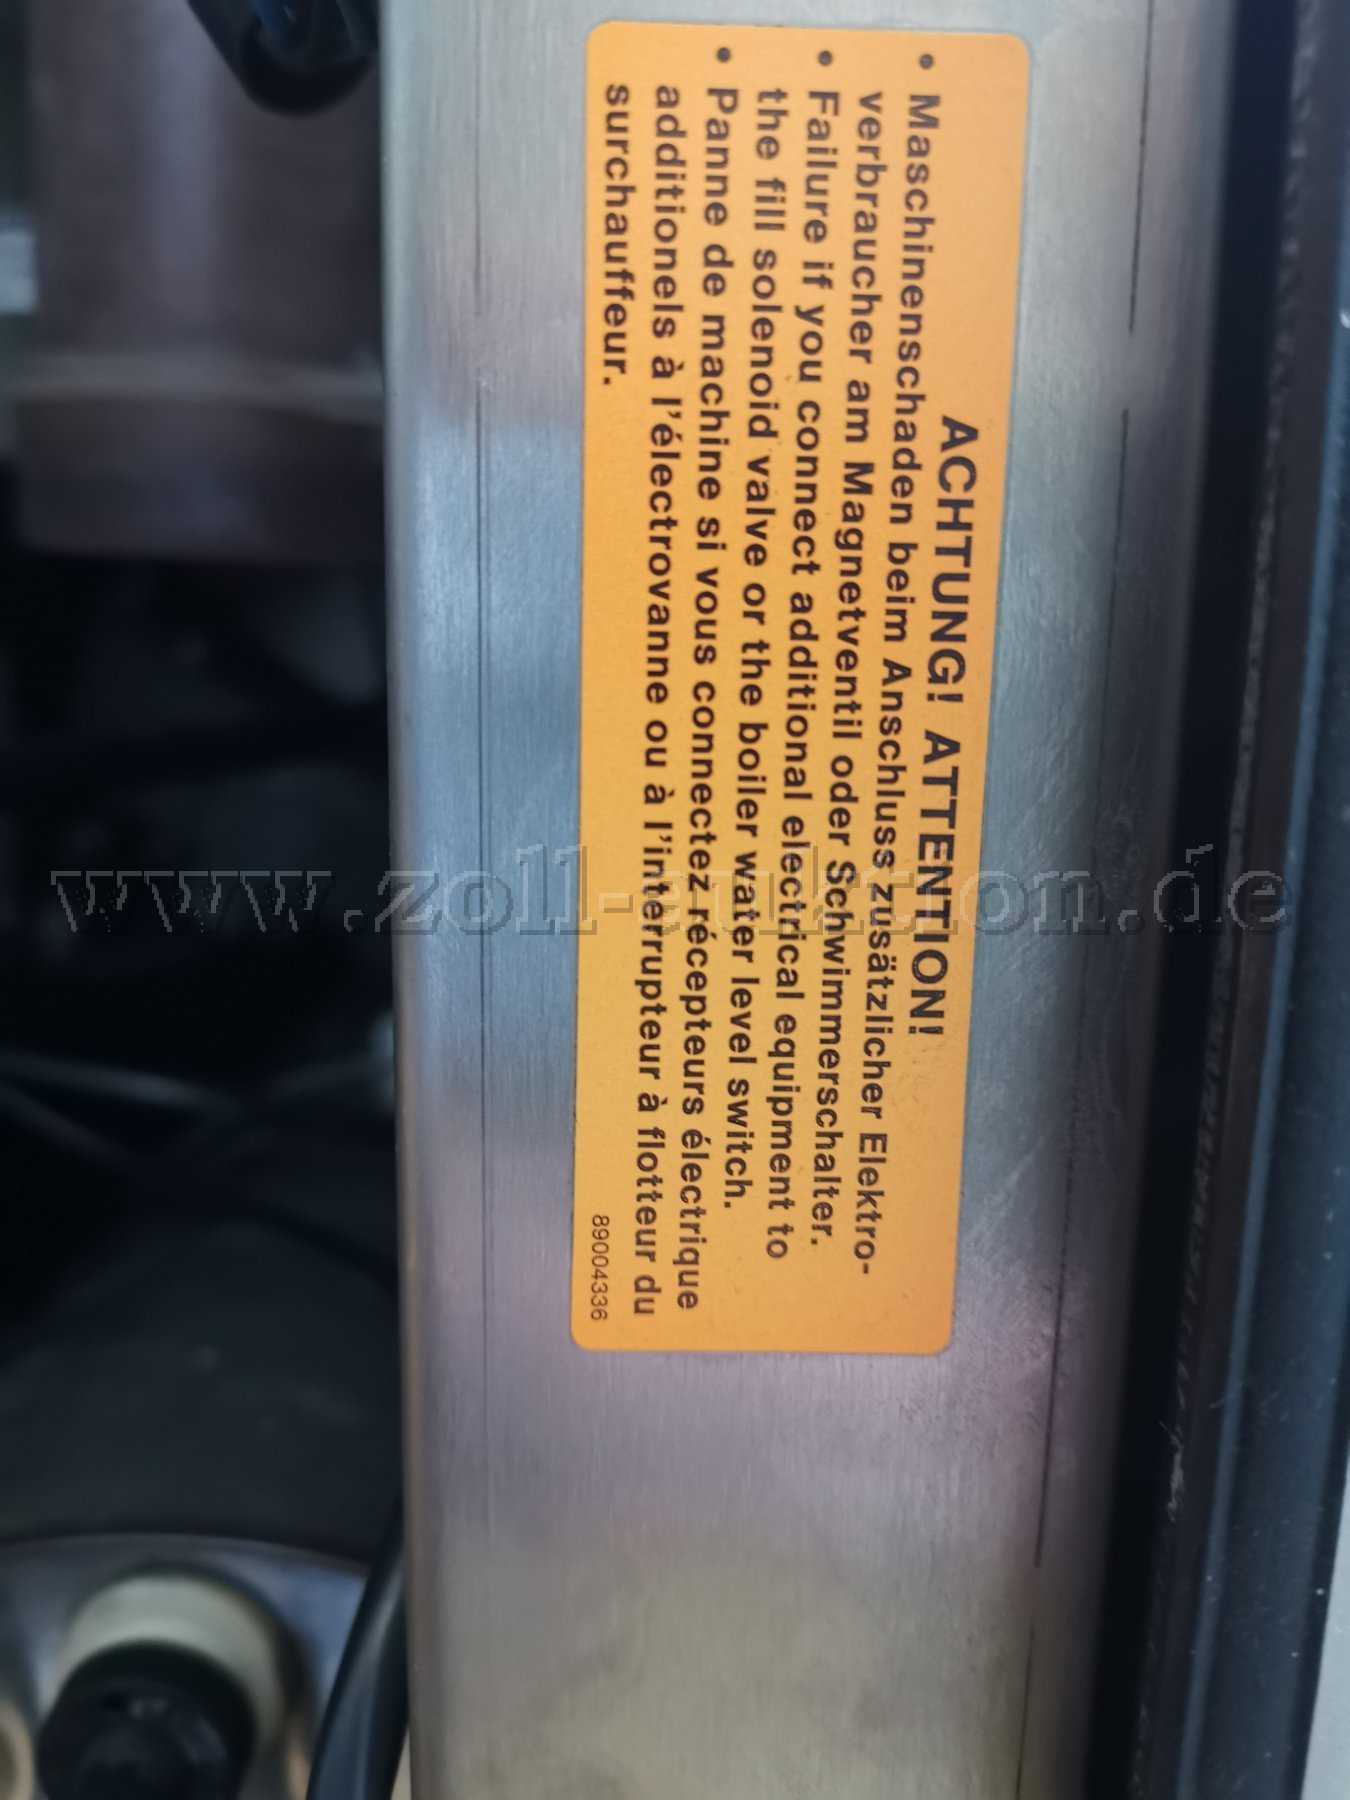 ACHTUNG! ATTENTION!
• Maschinenschaden beim Anschluss zusätzlicher Elektro-
verbraucher am Magnetventil oder Schwimmerschalter.
• Failure if you connect additional electrical equipment to
the fill solenoid valve or the boiler water level switch.
• Panne de machine si vous connectez récepteurs électrique
additionels à l'électrovanne ou à l'interrupteur à flotteur du
surchauffeur.
89004336
www.zoll-auktion.de